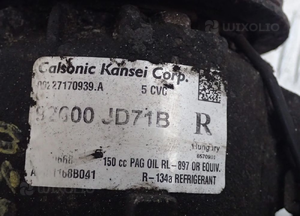 wixolio
Calsonic Kansei Corp.
27170939.A 5 CVC
JD71B R
Hungary
150 cc PAG OIL RL-897 OR EQUIV.
R-134a REFRIGERANT